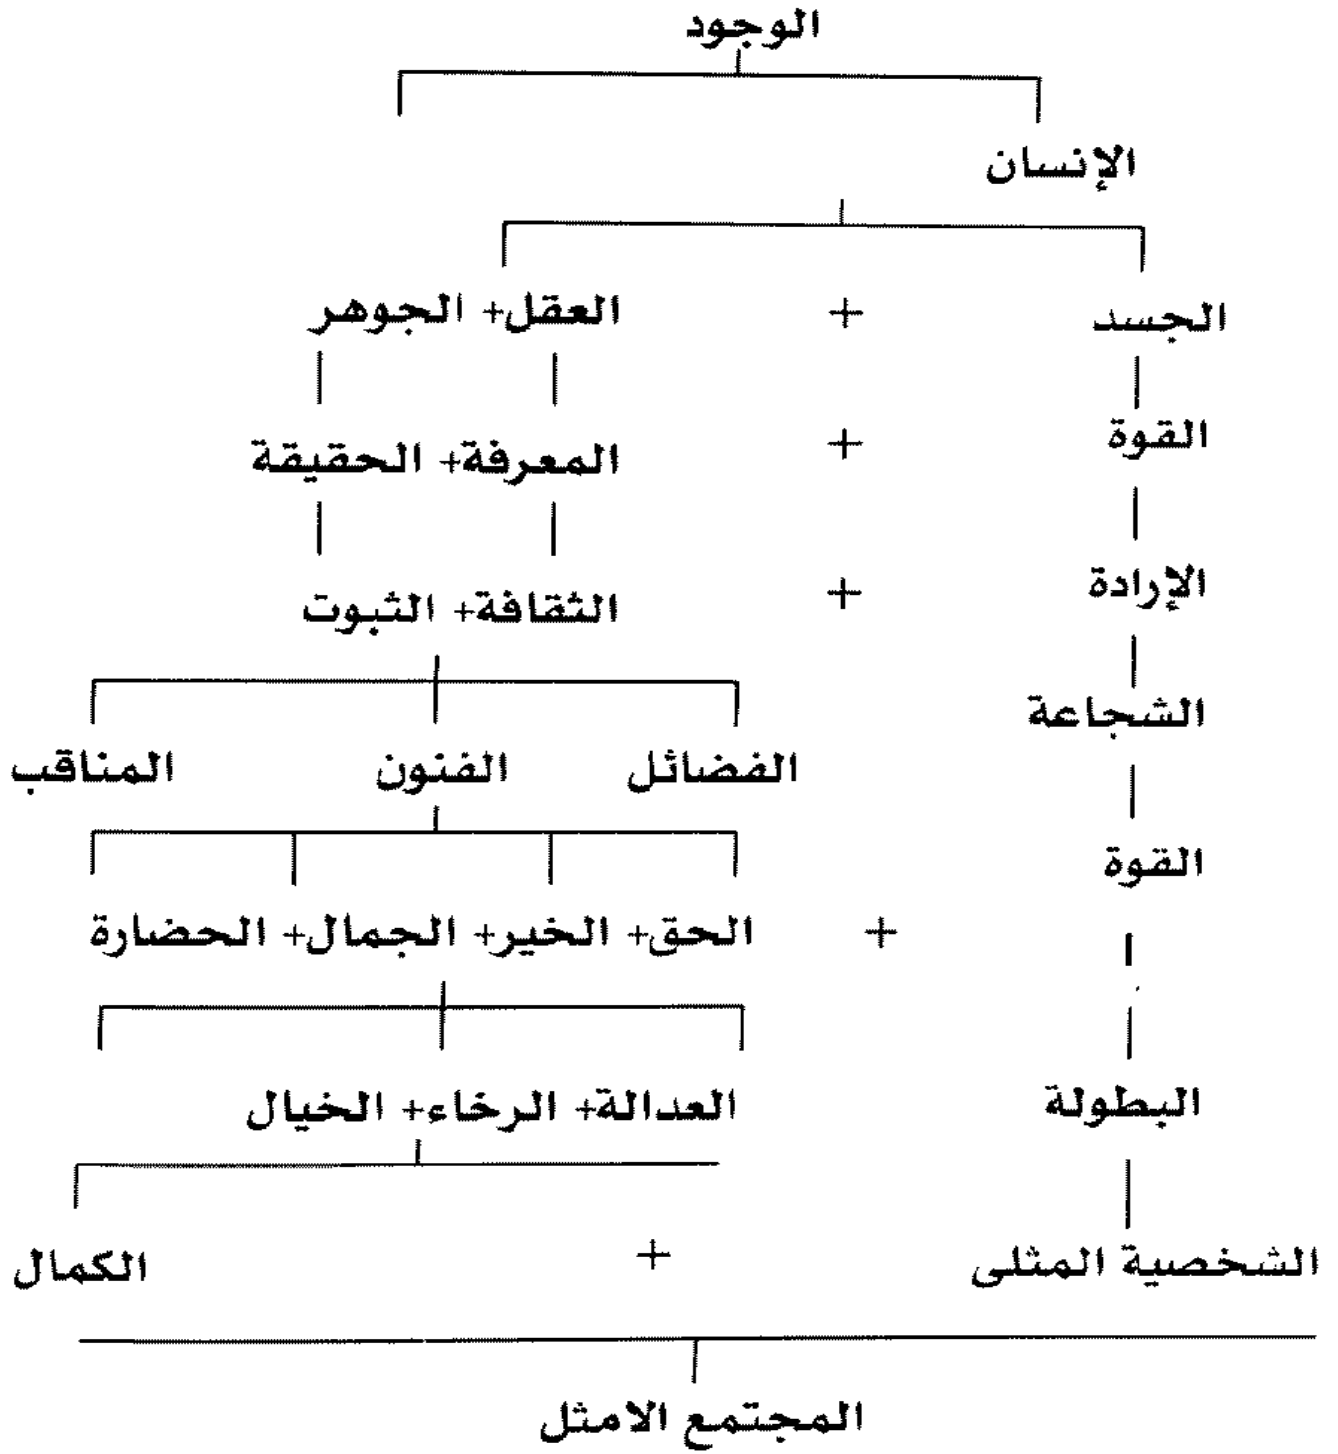 الوجود
الإنسان
الجسد + العقل+ الجوهر
القوة + المعرفة+ الحقيقة
الإرادة + الثقافة+ الثبوت
الشجاعة
الفضائل الفنون المناقب
القوة
+ الحق+ الخير+ الجمال+ الحضارة
البطولة العدالة+ الرخاء+ الخيال
الشخصية المثلى + الكمال
المجتمع الامثل